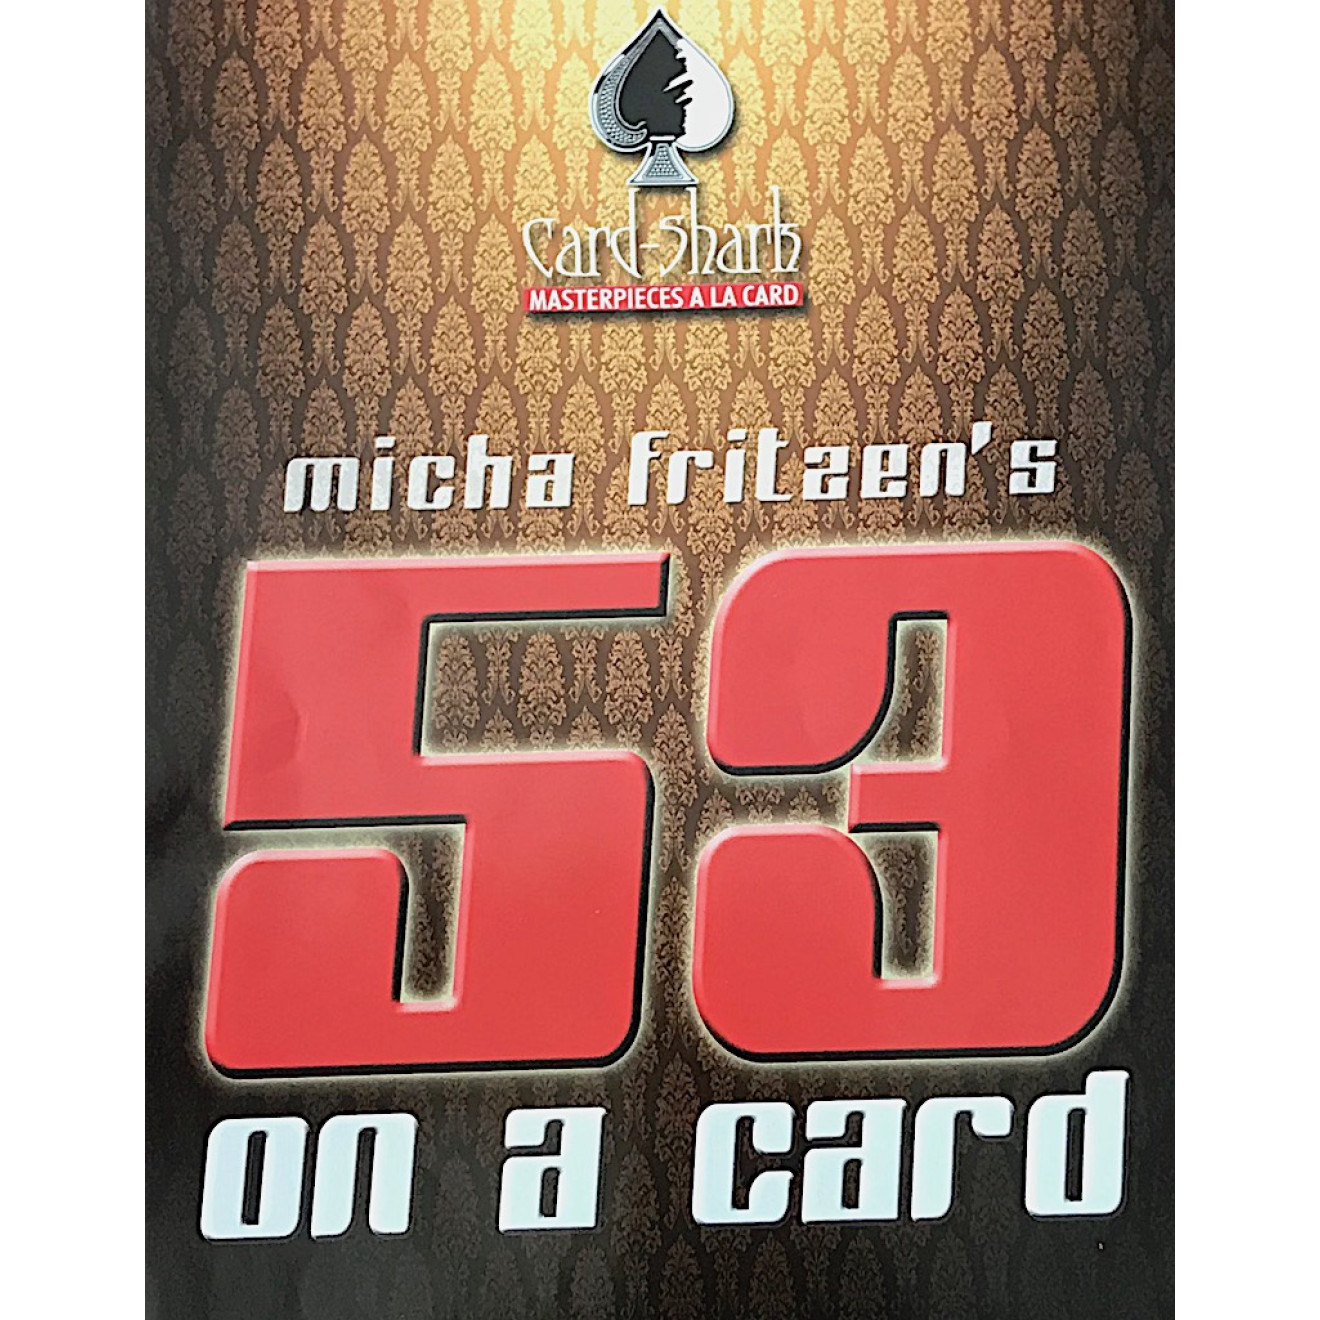 card-shark
MASTERPIECES A LA CARD
micha fritzen's
53
on a card